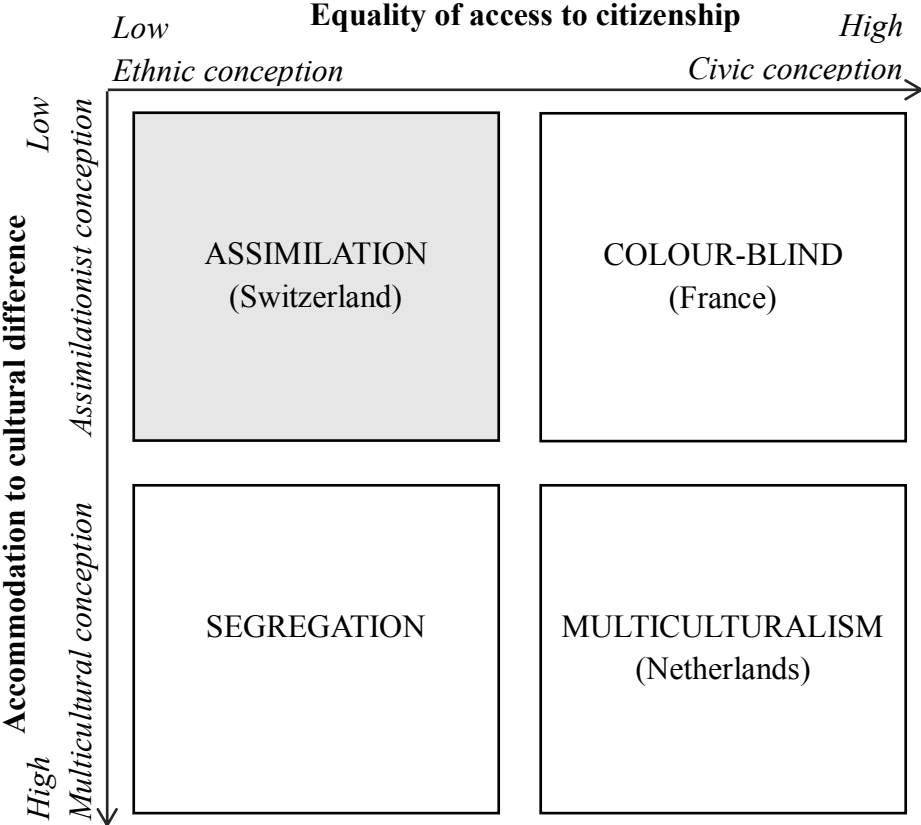 Equality of access to citizenship
Low
High
Ethnic conception
Civic conception
Accommodation to cultural difference
Low
Assimilationist conception
High
Multicultural conception
ASSIMILATION
(Switzerland)
COLOUR-BLIND
(France)
SEGREGATION
MULTICULTURALISM
(Netherlands)